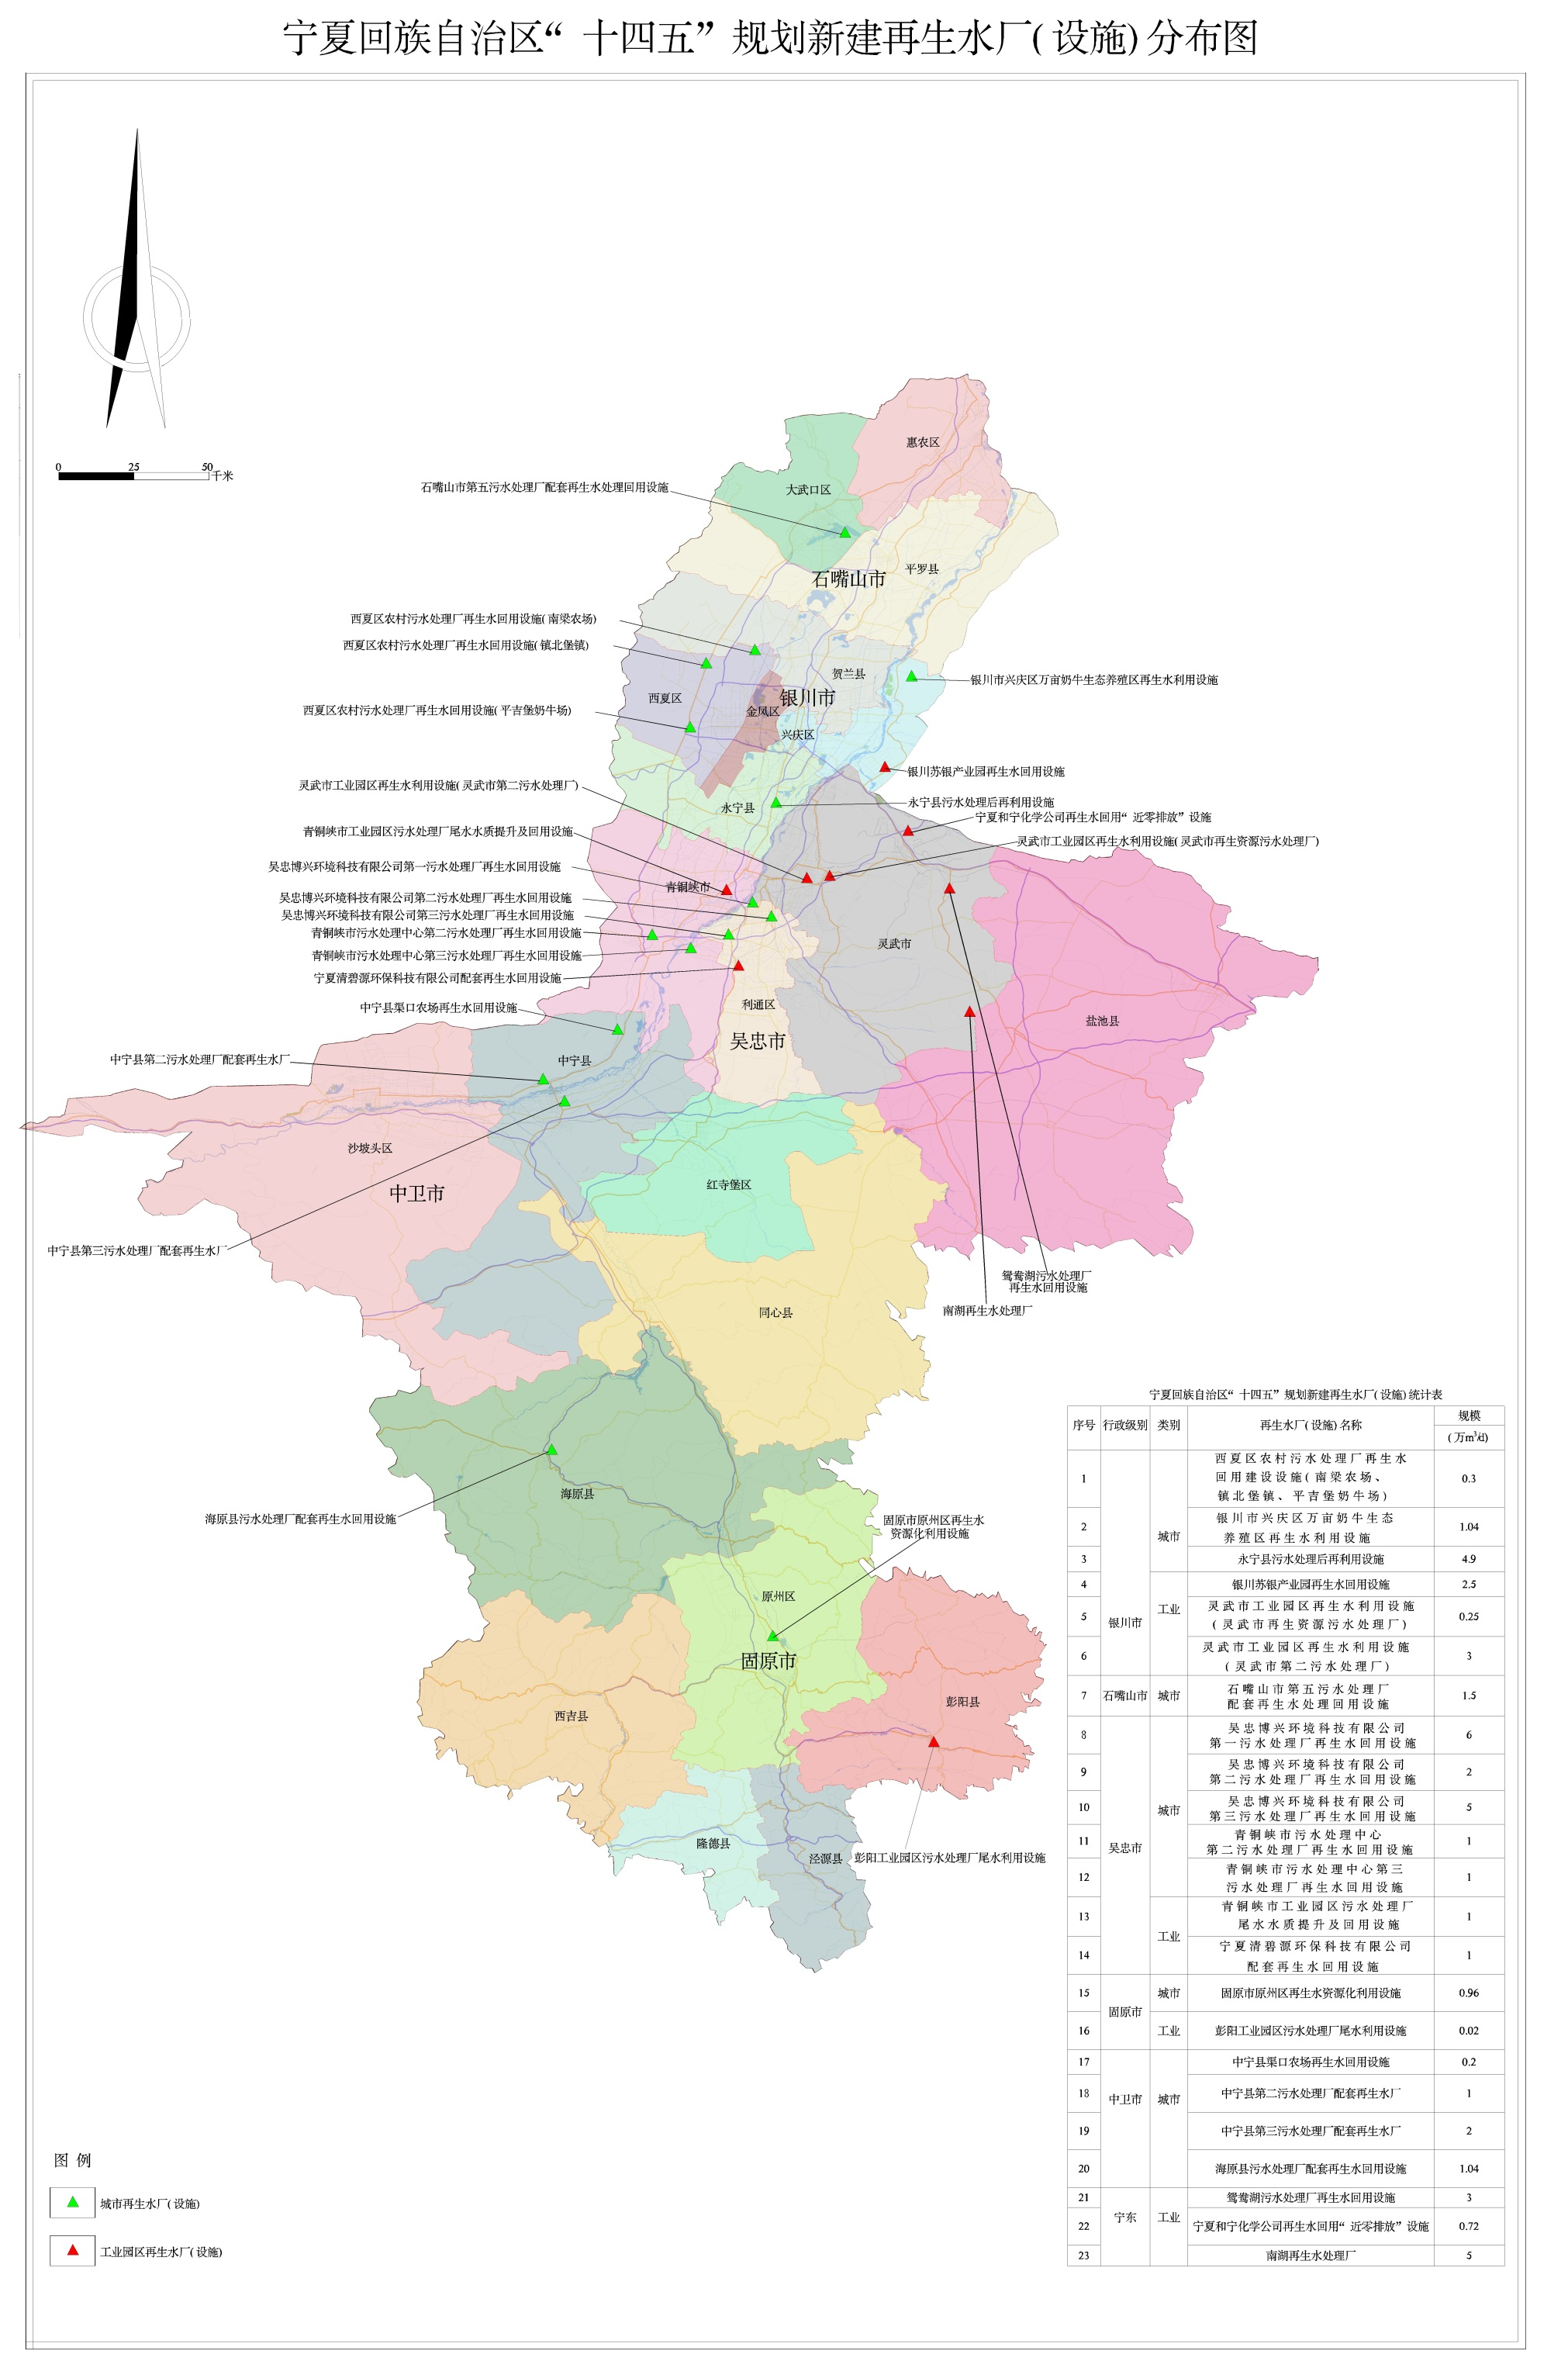 宁夏回族自治区“十四五”规划新建再生水厂(设施)分布图
0 25 50 千米
惠农区
石嘴山市第五污水处理厂配套再生水处理回用设施
大武口区
平罗县
石嘴山市
西夏区农村污水处理厂再生水回用设施(南梁农场)
西夏区农村污水处理厂再生水回用设施(镇北堡镇)
贺兰县
银川市兴庆区万亩奶牛生态养殖区再生水利用设施
西夏区
银川市
西夏区农村污水处理厂再生水回用设施(平吉堡奶牛场)
金凤区
兴庆区
银川苏银产业园再生水回用设施
灵武市工业园区再生水利用设施(灵武市第二污水处理厂)
永宁县
永宁县污水处理后再利用设施
宁夏和宁化学公司再生水回用“近零排放”设施
青铜峡市工业园区污水处理厂尾水水质提升及回用设施
灵武市工业园区再生水利用设施(灵武市再生资源污水处理厂)
吴忠博兴环境科技有限公司第一污水处理厂再生水回用设施
青铜峡市
吴忠博兴环境科技有限公司第二污水处理厂再生水回用设施
吴忠博兴环境科技有限公司第三污水处理厂再生水回用设施
青铜峡市污水处理中心第二污水处理厂再生水回用设施
灵武市
青铜峡市污水处理中心第三污水处理厂再生水回用设施
宁夏清碧源环保科技有限公司配套再生水回用设施
利通区
中宁县渠口农场再生水回用设施
盐池县
吴忠市
中宁县第二污水处理厂配套再生水厂
中宁县
沙坡头区
红寺堡区
中卫市
中宁县第三污水处理厂配套再生水厂
鸳鸯湖污水处理厂
再生水回用设施
南湖再生水处理厂
同心县
海原县
海原县污水处理厂配套再生水回用设施
固原市原州区再生水
资源化利用设施
原州区
固原市
彭阳县
西吉县
隆德县
泾源县
彭阳工业园区污水处理厂尾水利用设施
宁夏回族自治区“十四五”规划新建再生水厂(设施)统计表
序号 行政级别 类别 再生水厂(设施)名称 规模
(万m³/d)
银川市
城市
1 西夏区农村污水处理厂再生水
回用建设设施(南梁农场、
镇北堡镇、平吉堡奶牛场) 0.3
2 银川市兴庆区万亩奶牛生态
养殖区再生水利用设施 1.04
3 永宁县污水处理后再利用设施 4.9
工业
4 银川苏银产业园再生水回用设施 2.5
5 灵武市工业园区再生水利用设施
(灵武市再生资源污水处理厂) 0.25
6 灵武市工业园区再生水利用设施
(灵武市第二污水处理厂) 3
7 石嘴山市 城市 石嘴山市第五污水处理厂
配套再生水处理回用设施 1.5
吴忠市
城市
8 吴忠博兴环境科技有限公司
第一污水处理厂再生水回用设施 6
9 吴忠博兴环境科技有限公司
第二污水处理厂再生水回用设施 2
10 吴忠博兴环境科技有限公司
第三污水处理厂再生水回用设施 5
11 青铜峡市污水处理中心
第二污水处理厂再生水回用设施 1
12 青铜峡市污水处理中心第三
污水处理厂再生水回用设施 1
工业
13 青铜峡市工业园区污水处理厂
尾水水质提升及回用设施 1
14 宁夏清碧源环保科技有限公司
配套再生水回用设施 1
固原市
15 城市 固原市原州区再生水资源化利用设施 0.96
16 工业 彭阳工业园区污水处理厂尾水利用设施 0.02
中卫市
城市
17 中宁县渠口农场再生水回用设施 0.2
18 中宁县第二污水处理厂配套再生水厂 1
19 中宁县第三污水处理厂配套再生水厂 2
20 海原县污水处理厂配套再生水回用设施 1.04
宁东
工业
21 鸳鸯湖污水处理厂再生水回用设施 3
22 宁夏和宁化学公司再生水回用“近零排放”设施 0.72
23 南湖再生水处理厂 5
图例
城市再生水厂(设施)
工业园区再生水厂(设施)